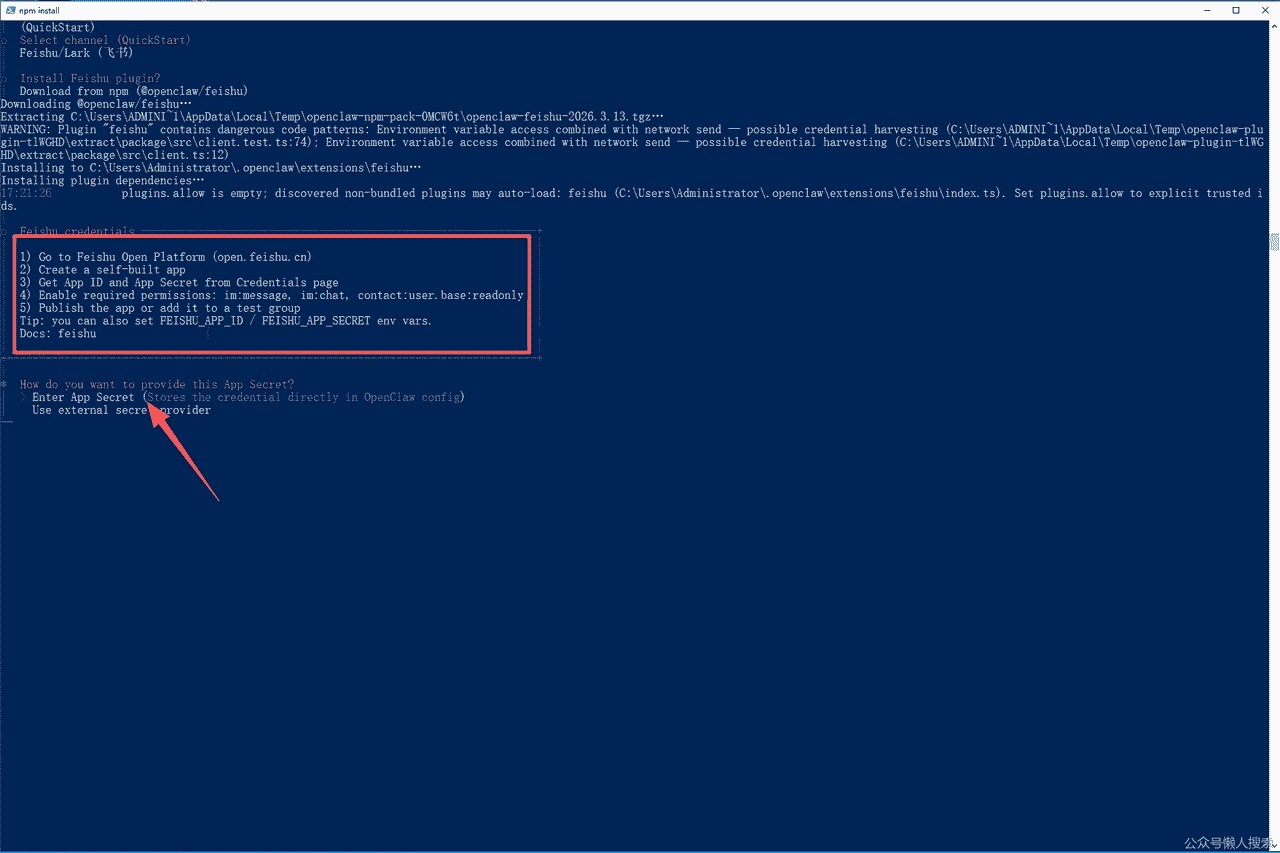 npm install
(QuickStart)
Select channel (QuickStart)
Feishu/Lark (飞书)
Install Feishu plugin?
Download from npm (@openclaw/feishu)
Downloading @openclaw/feishu…
Extracting C:\Users\ADMINI~1\AppData\Local\Temp\openclaw-npm-pack-OMCW6t\openclaw-feishu-2026.3.13.tgz…
WARNING: Plugin "feishu" contains dangerous code patterns: Environment variable access combined with network send — possible credential harvesting (C:\Users\ADMINI~1\AppData\Local\Temp\openclaw-plu
gin-tlWGHD\extract\package\src\client.test.ts:74); Environment variable access combined with network send — possible credential harvesting (C:\Users\ADMINI~1\AppData\Local\Temp\openclaw-plugin-tlWG
HD\extract\package\src\client.ts:12)
Installing to C:\Users\Administrator\.openclaw\extensions\feishu…
Installing plugin dependencies…
17:21:26 plugins.allow is empty; discovered non-bundled plugins may auto-load: feishu (C:\Users\Administrator\.openclaw\extensions\feishu\index.ts). Set plugins.allow to explicit trusted i
ds.
Feishu credentials
1) Go to Feishu Open Platform (open.feishu.cn)
2) Create a self-built app
3) Get App ID and App Secret from Credentials page
4) Enable required permissions: im:message, im:chat, contact:user.base:readonly
5) Publish the app or add it to a test group
Tip: you can also set FEISHU_APP_ID / FEISHU_APP_SECRET env vars.
Docs: feishu
How do you want to provide this App Secret?
Enter App Secret (Stores the credential directly in OpenClaw config)
Use external secret provider
公众号懒人搜索